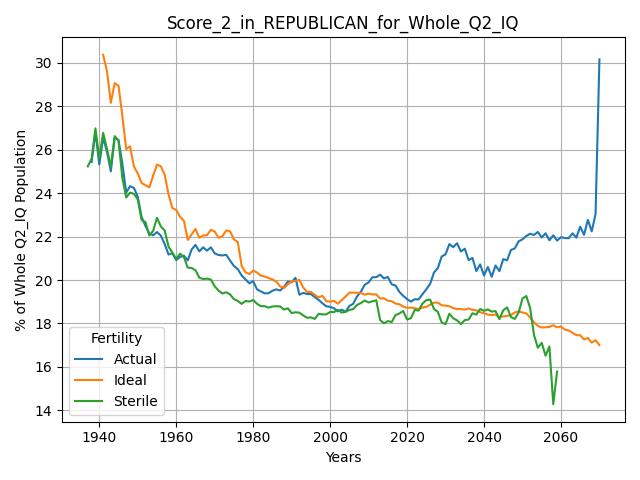 Score_2_in_REPUBLICAN_for_Whole_Q2_IQ
% of Whole Q2_IQ Population
30
28
26
24
22
20
18
16
14
Fertility
Actual
Ideal
Sterile
1940 1960 1980 2000 2020 2040 2060
Years